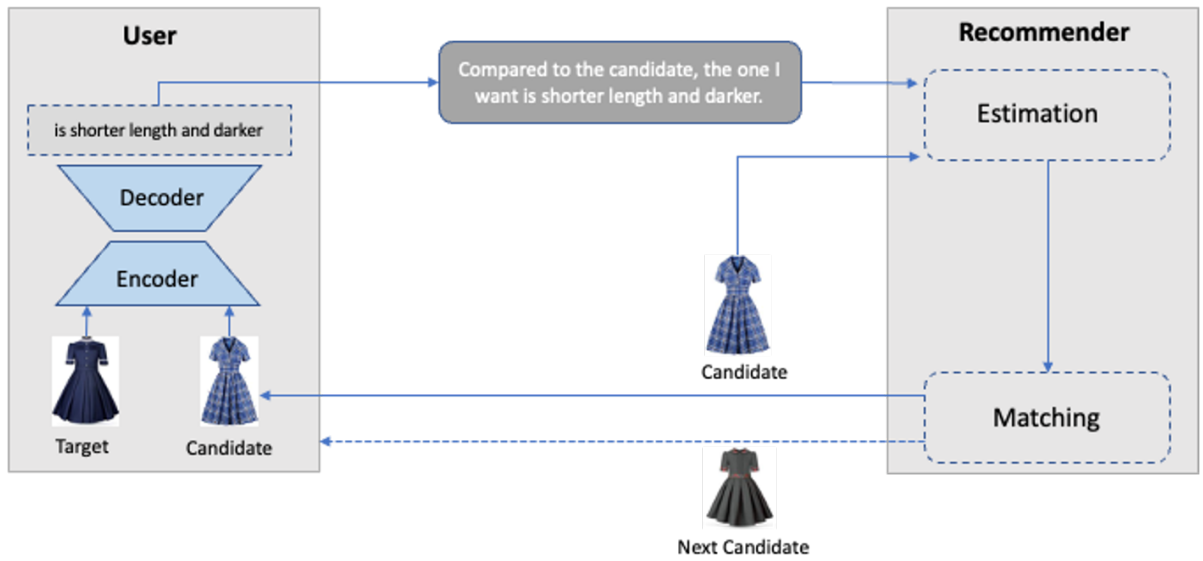 User
Recommender
Compared to the candidate, the one I
want is shorter length and darker.
Estimation
is shorter length and darker
Decoder
Encoder
Candidate
Matching
Target
Candidate
Next Candidate